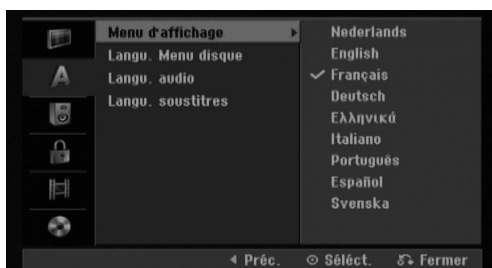 Menu d'affichage
Langu. Menu disque
Langu. audio
Langu. soustitres
Nederlands
English
Français
Deutsch
Ελληνικά
Italiano
Português
Español
Svenska
Préc. Séléct. Fermer